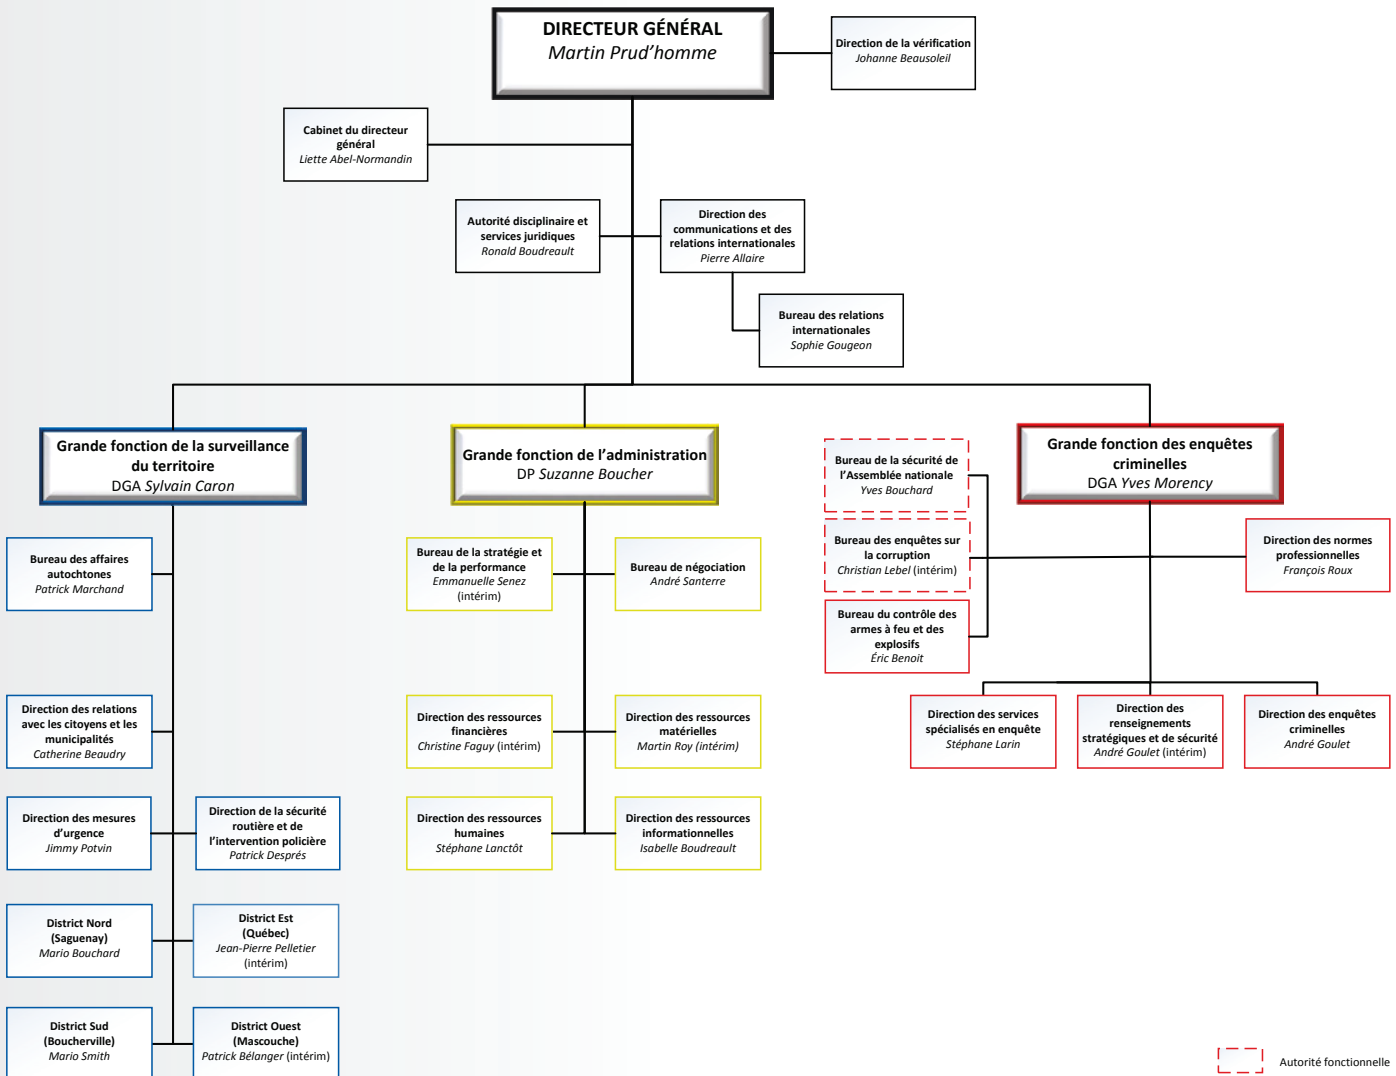 DIRECTEUR GÉNÉRAL
Martin Prud'homme
Direction de la vérification
Johanne Beausoleil
Cabinet du directeur
général
Liette Abel-Normandin
Autorité disciplinaire et
services juridiques
Ronald Boudreault
Direction des
communications et des
relations internationales
Pierre Allaire
Bureau des relations
internationales
Sophie Gougeon
Grande fonction de la surveillance
du territoire
DGA Sylvain Caron
Grande fonction de l'administration
DP Suzanne Boucher
Grande fonction des enquêtes
criminelles
DGA Yves Morency
Bureau des affaires
autochtones
Patrick Marchand
Direction des relations
avec les citoyens et les
municipalités
Catherine Beaudry
Direction des mesures
d'urgence
Jimmy Potvin
Direction de la sécurité
routière et de
l'intervention policière
Patrick Després
District Nord
(Saguenay)
Mario Bouchard
District Est
(Québec)
Jean-Pierre Pelletier
(intérim)
District Sud
(Boucherville)
Mario Smith
District Ouest
(Mascouche)
Patrick Bélanger (intérim)
Bureau de la stratégie et
de la performance
Emmanuelle Senez
(intérim)
Bureau de négociation
André Santerre
Direction des ressources
financières
Christine Faguy (intérim)
Direction des ressources
matérielles
Martin Roy (intérim)
Direction des ressources
humaines
Stéphane Lanctôt
Direction des ressources
informationnelles
Isabelle Boudreault
Bureau de la sécurité de
l'Assemblée nationale
Yves Bouchard
Bureau des enquêtes sur
la corruption
Christian Lebel (intérim)
Bureau du contrôle des
armes à feu et des
explosifs
Éric Benoit
Direction des normes
professionnelles
François Roux
Direction des services
spécialisés en enquête
Stéphane Larin
Direction des
renseignements
stratégiques et de sécurité
André Goulet (intérim)
Direction des enquêtes
criminelles
André Goulet
Autorité fonctionnelle